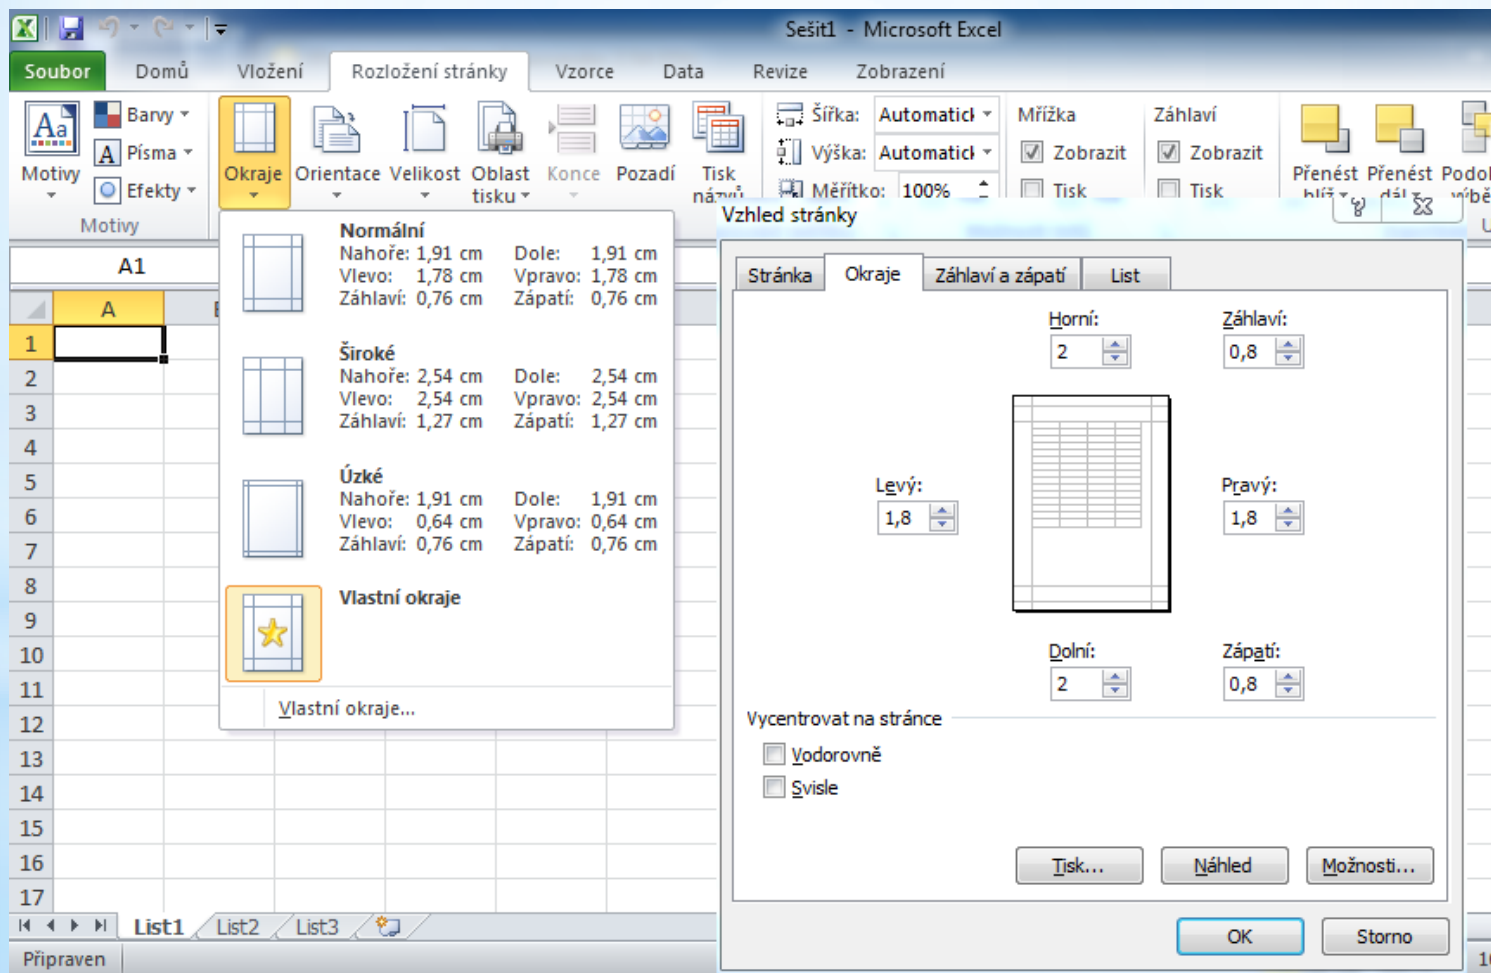 Sešit1 - Microsoft Excel
Soubor Domů Vložení Rozložení stránky Vzorce Data Revize Zobrazení
Motivy
Barvy
Písma
Efekty
Motivy
Okraje
Orientace
Velikost
Oblast tisku
Konce
Pozadí
Tisk názvů
Šířka: Automatick
Výška: Automatick
Měřítko: 100%
Mřížka
Zobrazit
Tisk
Záhlaví
Zobrazit
Tisk
Přenést blíž
Přenést dál
A1
A
1
2
3
4
5
6
7
8
9
10
11
12
13
14
15
16
17
Normální
Nahoře: 1,91 cm Dole: 1,91 cm
Vlevo: 1,78 cm Vpravo: 1,78 cm
Záhlaví: 0,76 cm Zápatí: 0,76 cm
Široké
Nahoře: 2,54 cm Dole: 2,54 cm
Vlevo: 2,54 cm Vpravo: 2,54 cm
Záhlaví: 1,27 cm Zápatí: 1,27 cm
Úzké
Nahoře: 1,91 cm Dole: 1,91 cm
Vlevo: 0,64 cm Vpravo: 0,64 cm
Záhlaví: 0,76 cm Zápatí: 0,76 cm
Vlastní okraje
Vlastní okraje...
Vzhled stránky
Stránka Okraje Záhlaví a zápatí List
Horní: Záhlaví:
2 0,8
Levý: Pravý:
1,8 1,8
Dolní: Zápatí:
2 0,8
Vycentrovat na stránce
Vodorovně
Svisle
Tisk... Náhled Možnosti...
OK Storno
List1 List2 List3
Připraven